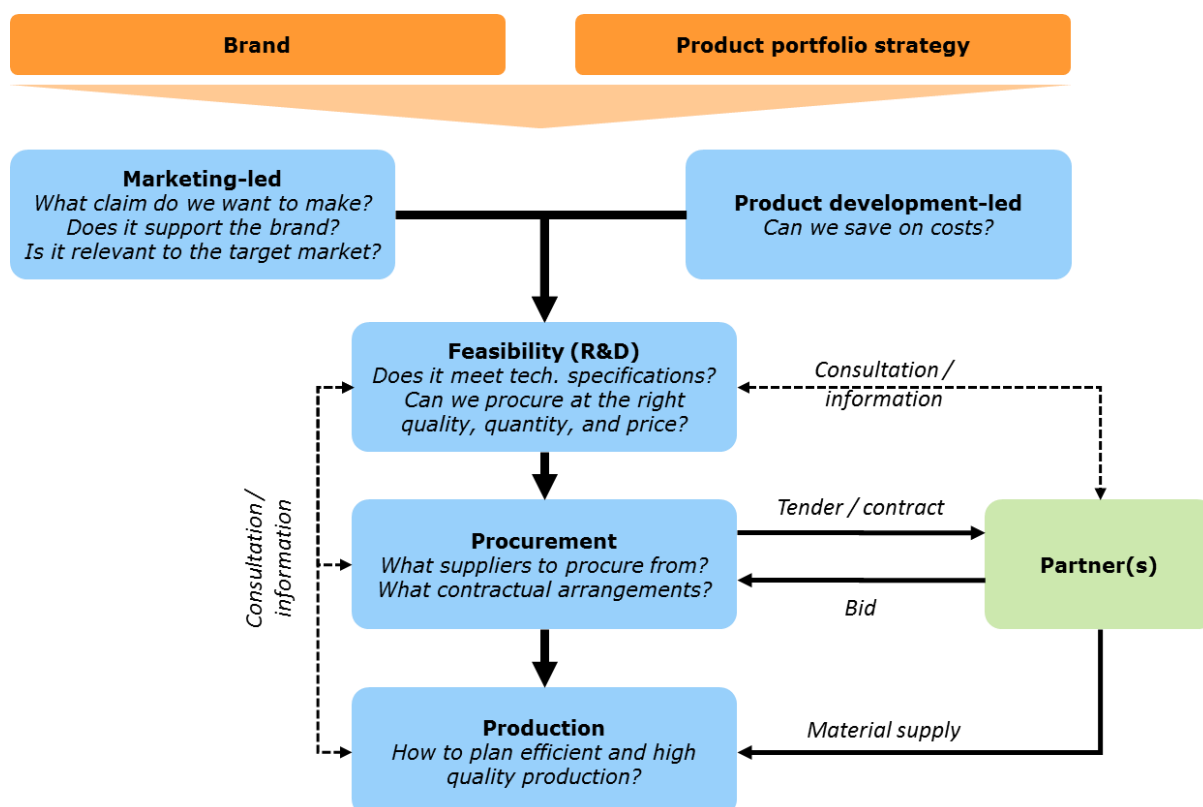 Brand
Product portfolio strategy
Marketing-led
What claim do we want to make?
Does it support the brand?
Is it relevant to the target market?
Product development-led
Can we save on costs?
Feasibility (R&D)
Does it meet tech. specifications?
Can we procure at the right
quality, quantity, and price?
Consultation /
information
Consultation /
information
Procurement
What suppliers to procure from?
What contractual arrangements?
Tender / contract
Bid
Partner(s)
Production
How to plan efficient and high
quality production?
Material supply